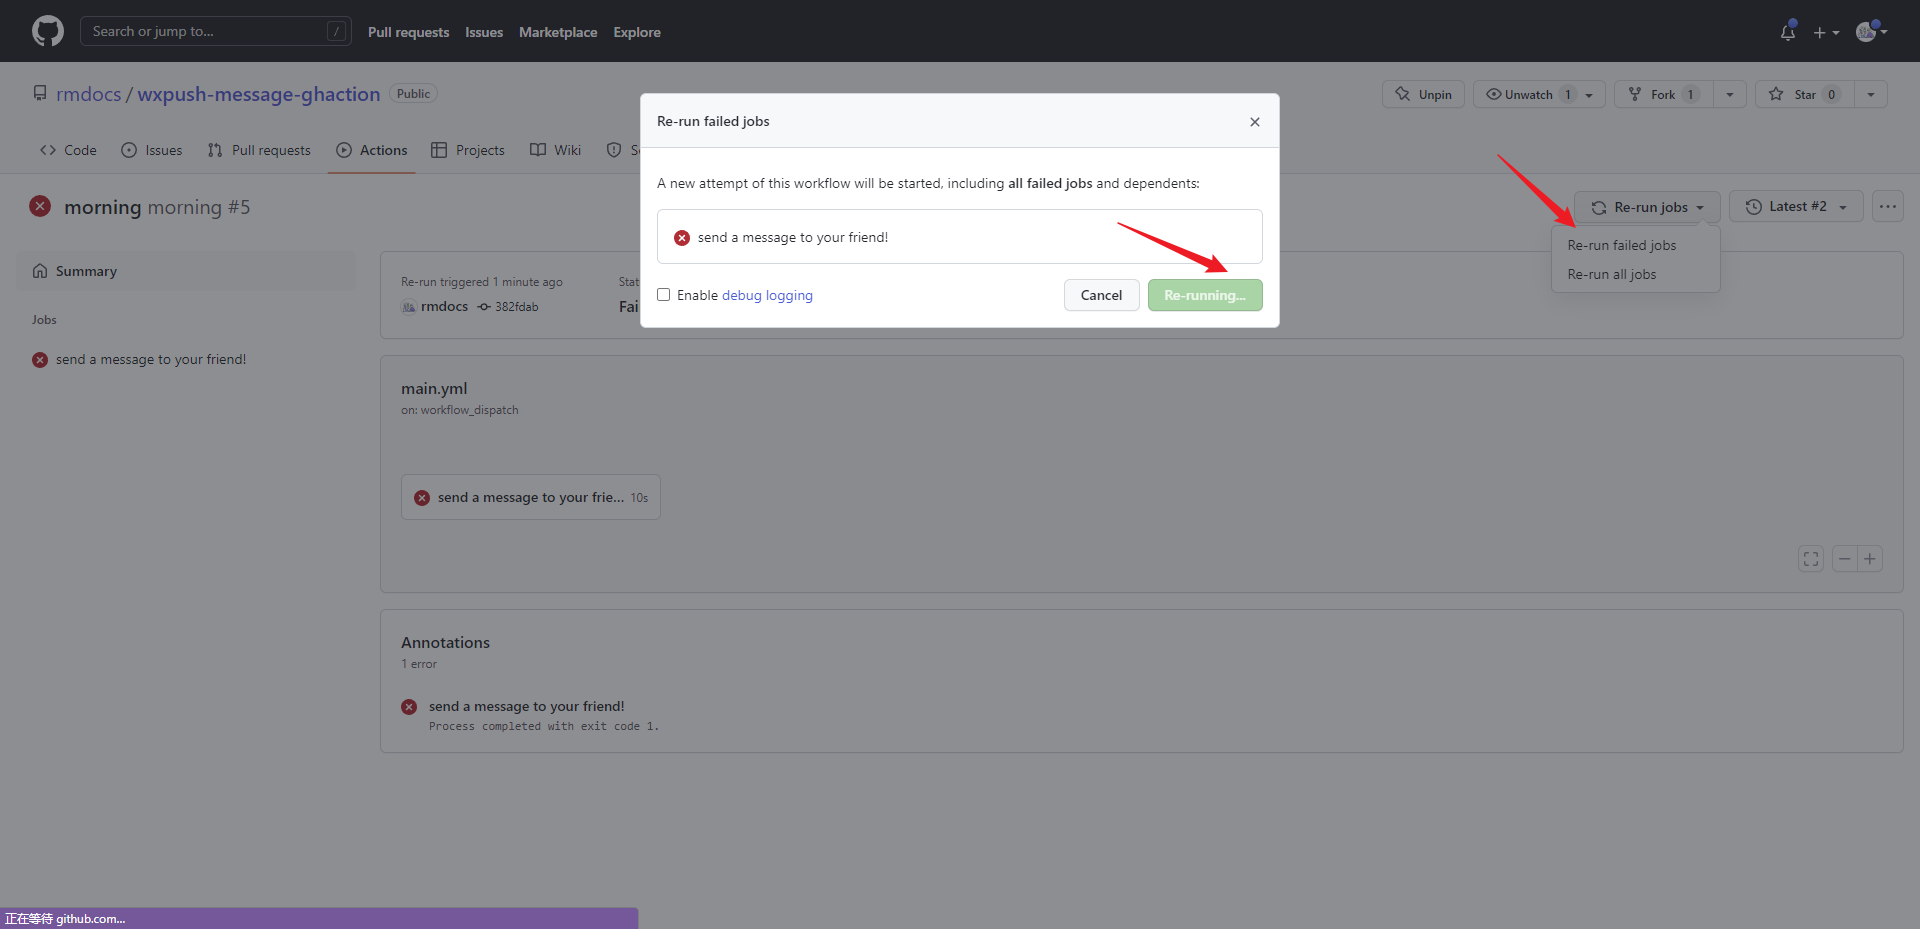 Search or jump to... /
Pull requests
Issues
Marketplace
Explore
rmdocs / wxpush-message-ghaction Public
Unpin
Unwatch 1
Fork 1
Star 0
Code
Issues
Pull requests
Actions
Projects
Wiki
S
morning morning #5
Re-run jobs
Latest #2
Re-run failed jobs
Re-run all jobs
Re-run failed jobs
A new attempt of this workflow will be started, including all failed jobs and dependents:
send a message to your friend!
Enable debug logging
Cancel
Re-running...
Summary
Jobs
send a message to your friend!
Re-run triggered 1 minute ago
rmdocs 382fdab
Stat
Fai
main.yml
on: workflow_dispatch
send a message to your frie... 10s
Annotations
1 error
send a message to your friend!
Process completed with exit code 1.
正在等待 github.com...